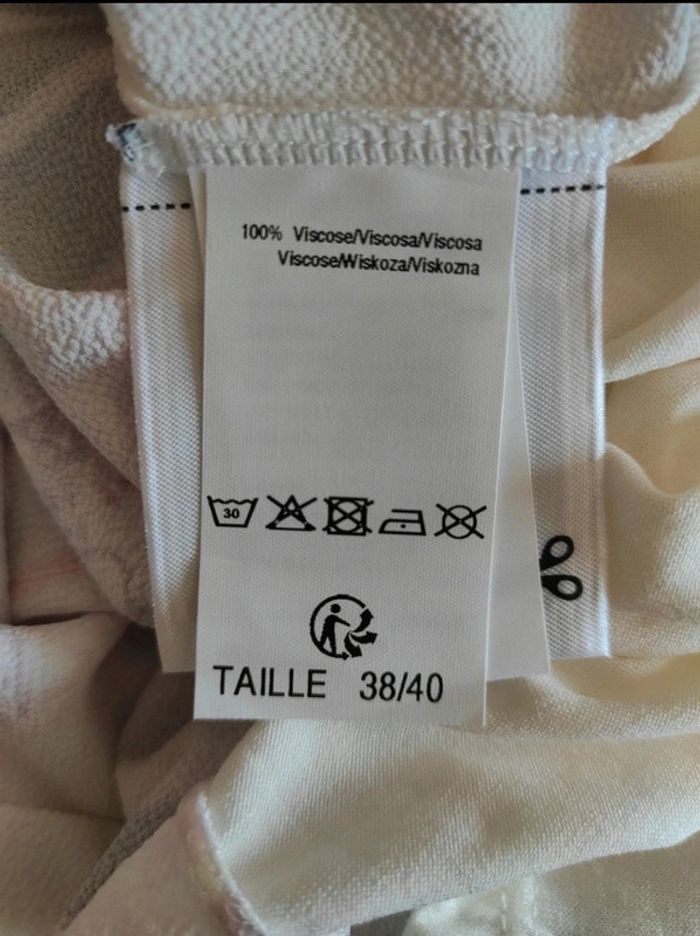 100% Viscose/Viscosa/Viscosa
Viscose/Wiskoza/Viskozna
30
TAILLE 38/40